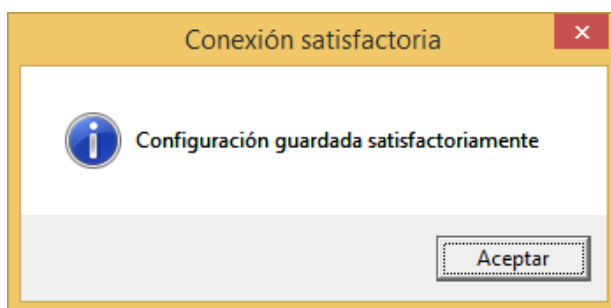 Conexión satisfactoria
Configuración guardada satisfactoriamente
Aceptar